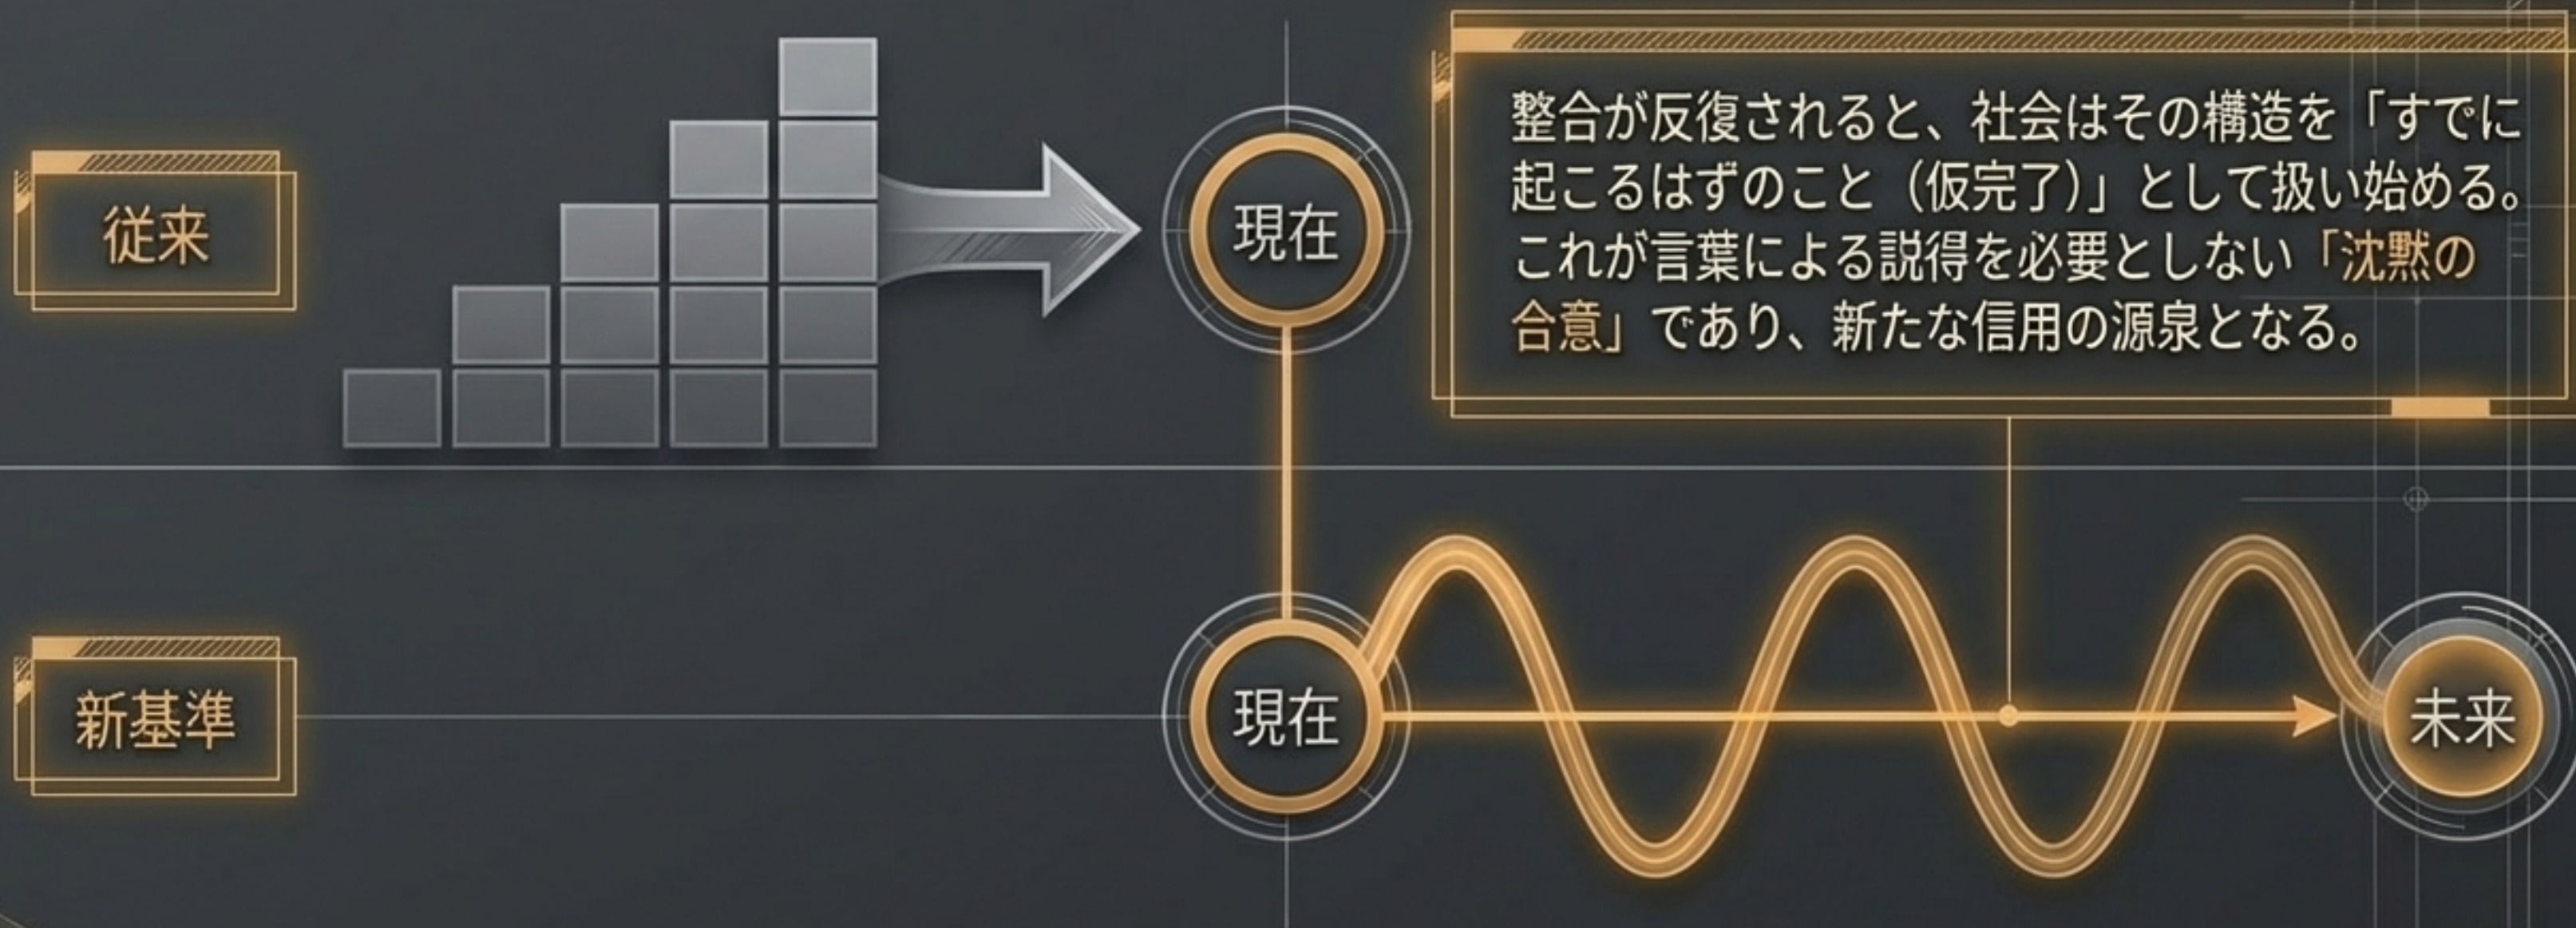 従来
現在
整合が反復されると、社会はその構造を「すでに
起こるはずのこと（仮完了）」として扱い始める。
これが言葉による説得を必要としない「沈黙の
合意」であり、新たな信用の源泉となる。
新基準
現在
未来